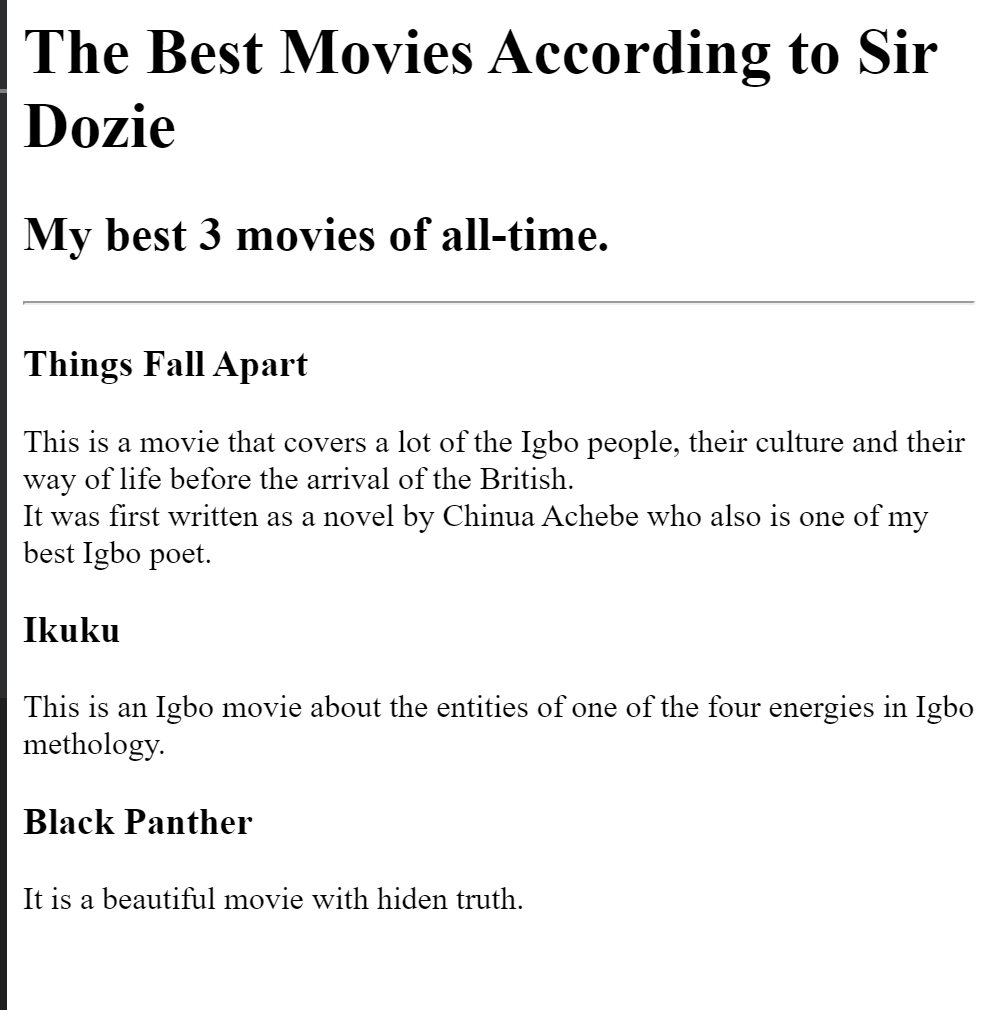 The Best Movies According to Sir
Dozie
My best 3 movies of all-time.
Things Fall Apart
This is a movie that covers a lot of the Igbo people, their culture and their
way of life before the arrival of the British.
It was first written as a novel by Chinua Achebe who also is one of my
best Igbo poet.
Ikuku
This is an Igbo movie about the entities of one of the four energies in Igbo
methology.
Black Panther
It is a beautiful movie with hiden truth.